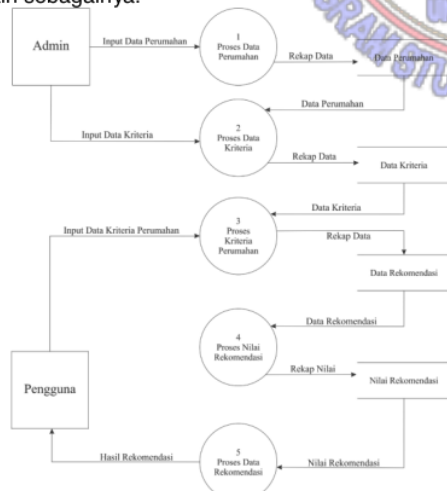 sebagainya.
Admin
Input Data Perumahan
1
Proses Data
Perumahan
Rekap Data
Data Perumahan
Data Perumahan
Input Data Kriteria
2
Proses Data
Kriteria
Rekap Data
Data Kriteria
Data Kriteria
Input Data Kriteria Perumahan
3
Proses
Kriteria
Perumahan
Rekap Data
Data Rekomendasi
Data Rekomendasi
4
Proses Nilai
Rekomendasi
Rekap Nilai
Nilai Rekomendasi
Pengguna
Hasil Rekomendasi
5
Proses Data
Rekomendasi
Nilai Rekomendasi